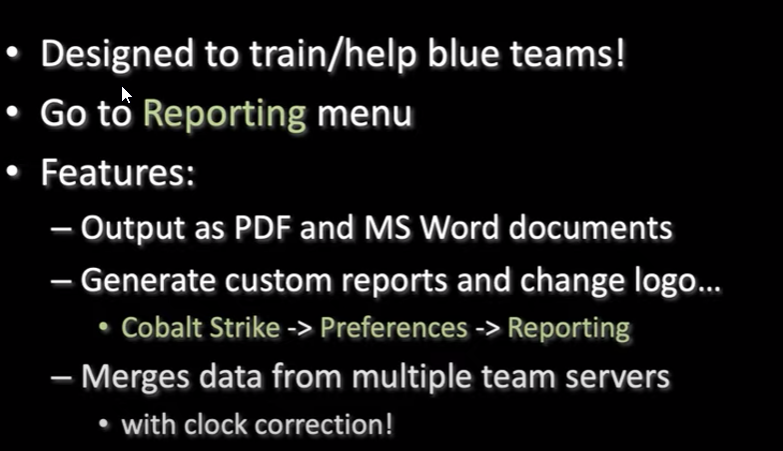 • Designed to train/help blue teams!
• Go to Reporting menu
• Features:
– Output as PDF and MS Word documents
– Generate custom reports and change logo…
• Cobalt Strike -> Preferences -> Reporting
– Merges data from multiple team servers
• with clock correction!